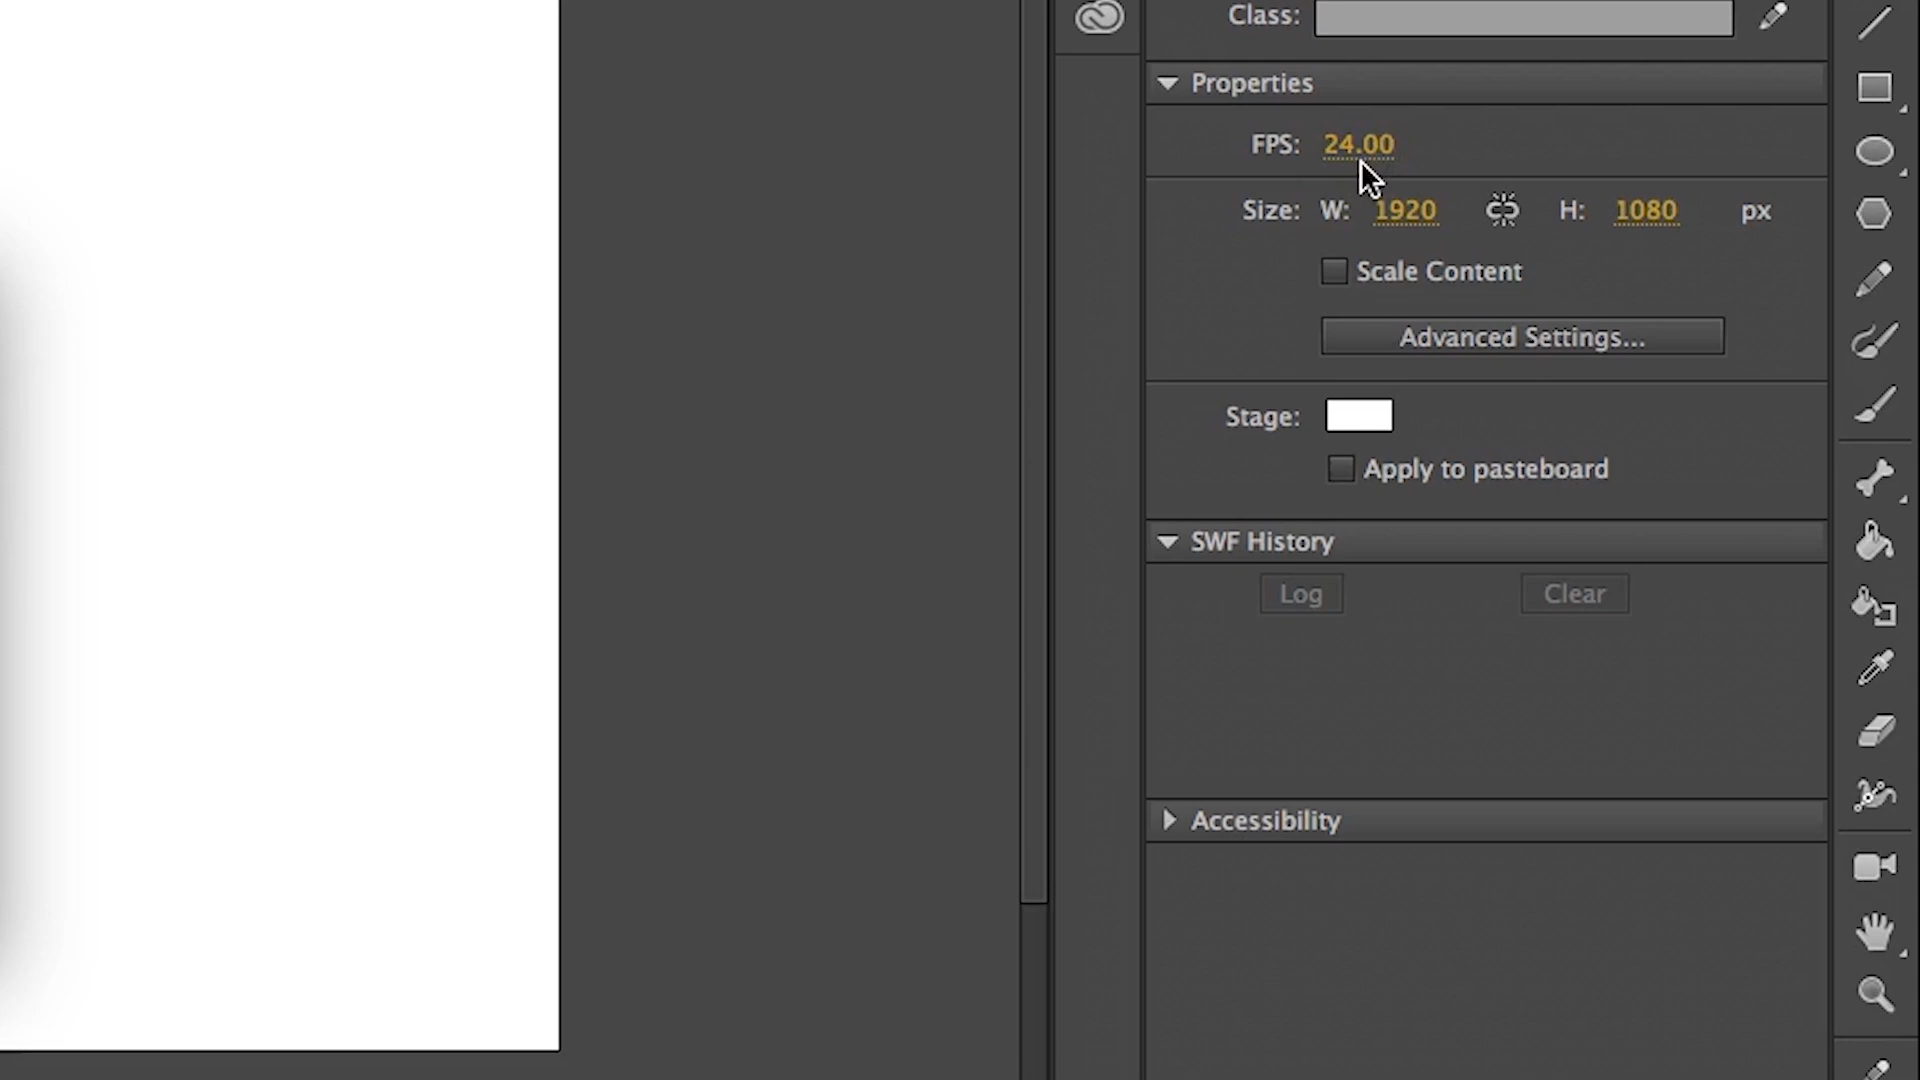 Class:
Properties
FPS: 24.00
Size: W: 1920 H: 1080 px
Scale Content
Advanced Settings...
Stage:
Apply to pasteboard
SWF History
Log Clear
Accessibility